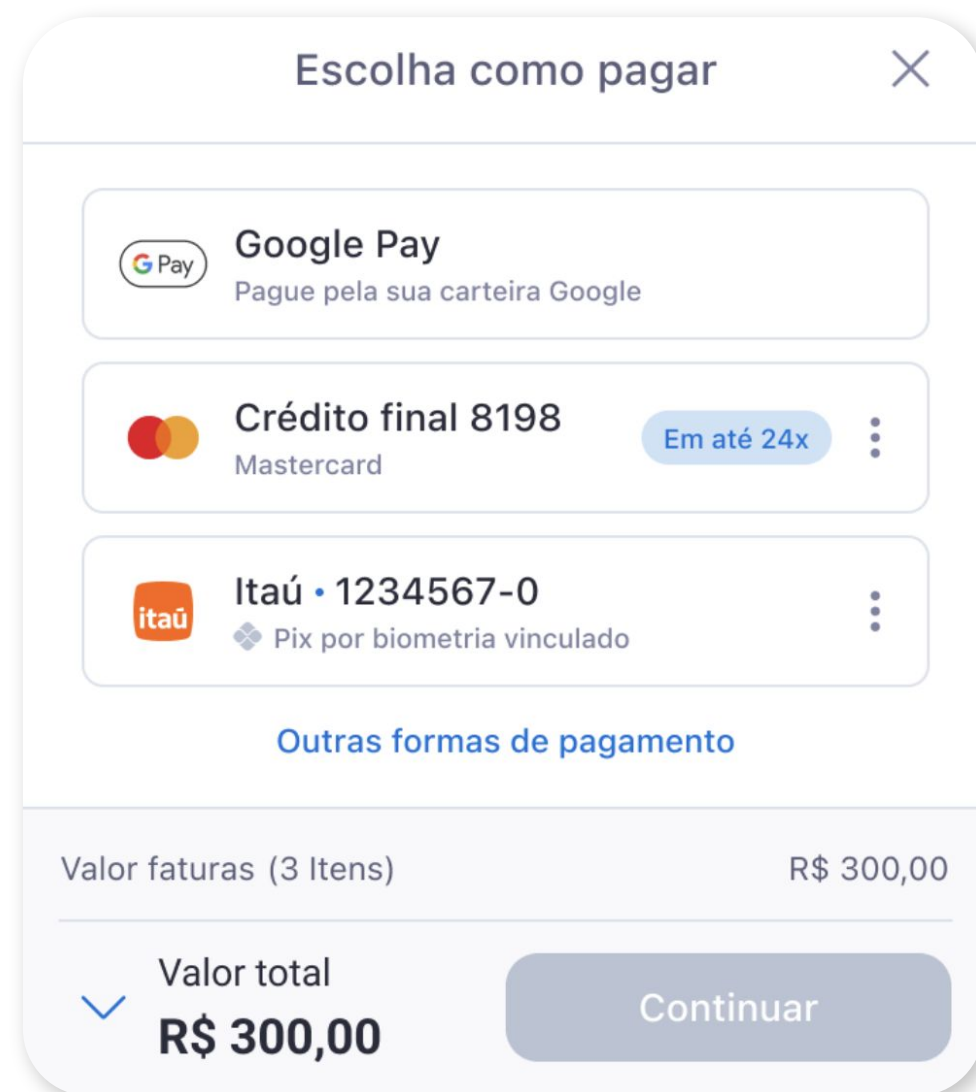 Escolha como pagar
G Pay
Google Pay
Pague pela sua carteira Google
Crédito final 8198
Mastercard
Em até 24x
itaú
Itaú • 1234567-0
Pix por biometria vinculado
Outras formas de pagamento
Valor faturas (3 Itens) R$ 300,00
Valor total
R$ 300,00
Continuar